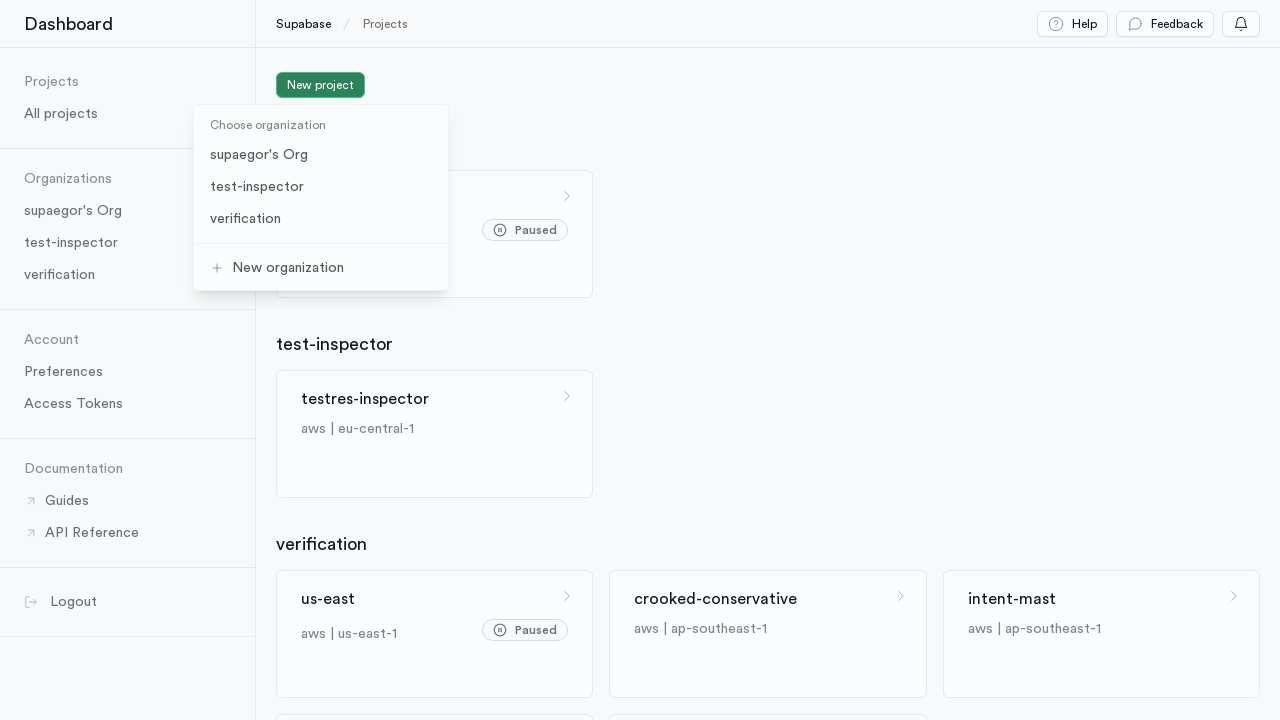 Dashboard
Supabase / Projects
Help
Feedback
Projects
All projects
Organizations
supaegor's Org
test-inspector
verification
Account
Preferences
Access Tokens
Documentation
Guides
API Reference
Logout
New project
Choose organization
supaegor's Org
test-inspector
verification
New organization
Paused
test-inspector
testres-inspector
aws | eu-central-1
verification
us-east
aws | us-east-1
Paused
crooked-conservative
aws | ap-southeast-1
intent-mast
aws | ap-southeast-1